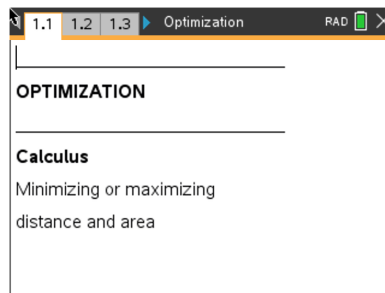 1.1 1.2 1.3 Optimization RAD
OPTIMIZATION
Calculus
Minimizing or maximizing
distance and area